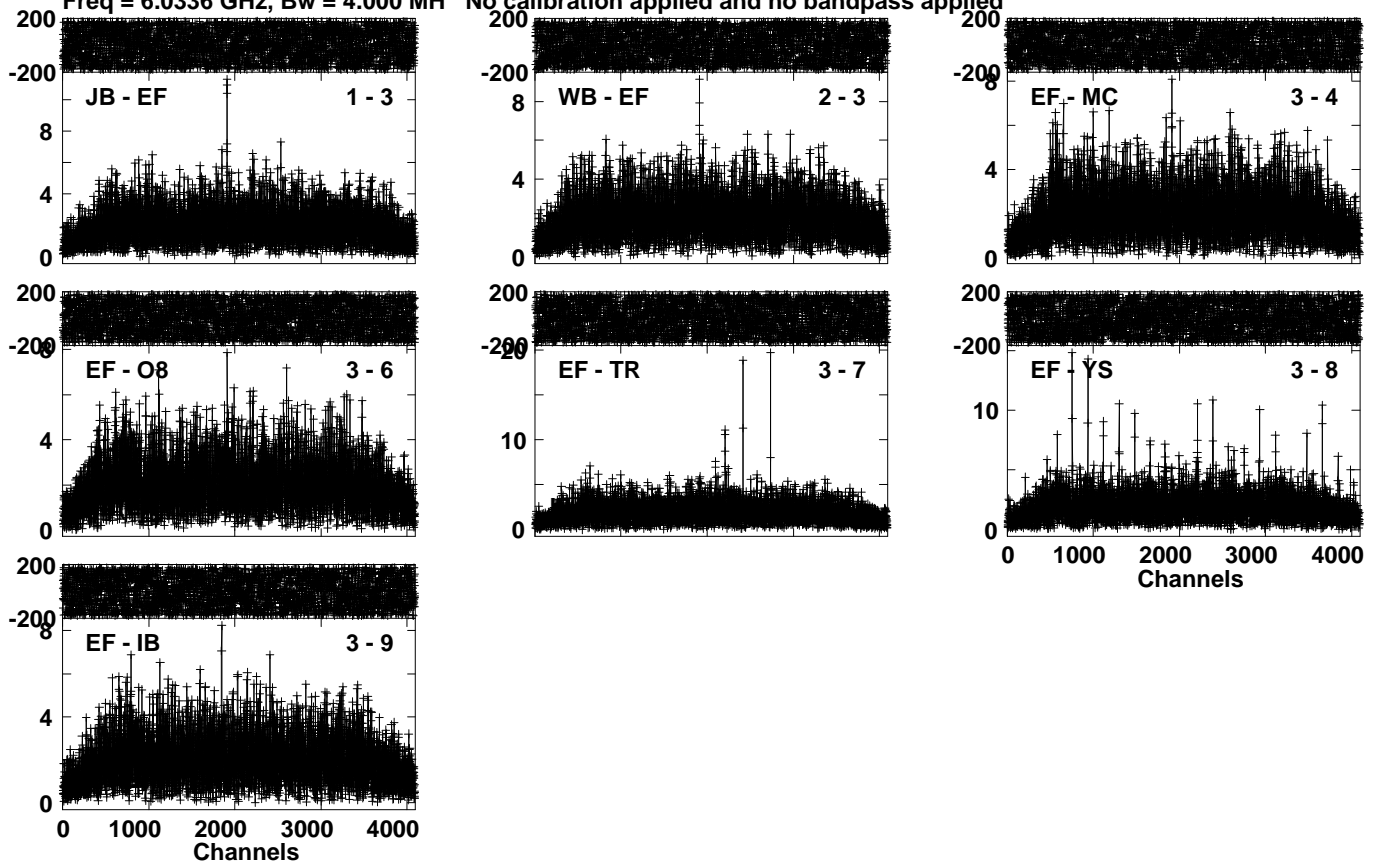 Freq = 6.0336 GHz, Bw = 4.000 MH No calibration applied and no bandpass applied
200 200 200
-200 -200 -200
JB - EF 1 - 3 WB - EF 2 - 3 EF - MC 3 - 4
8 8 8
4 4 4
0 0 0
200 200 200
-200 -200 -200
8 20
EF - O8 3 - 6 EF - TR 3 - 7 EF - YS 3 - 8
4 10 10
0 0 0
0 1000 2000 3000 4000
Channels
200
-200
8
EF - IB 3 - 9
4
0
0 1000 2000 3000 4000
Channels